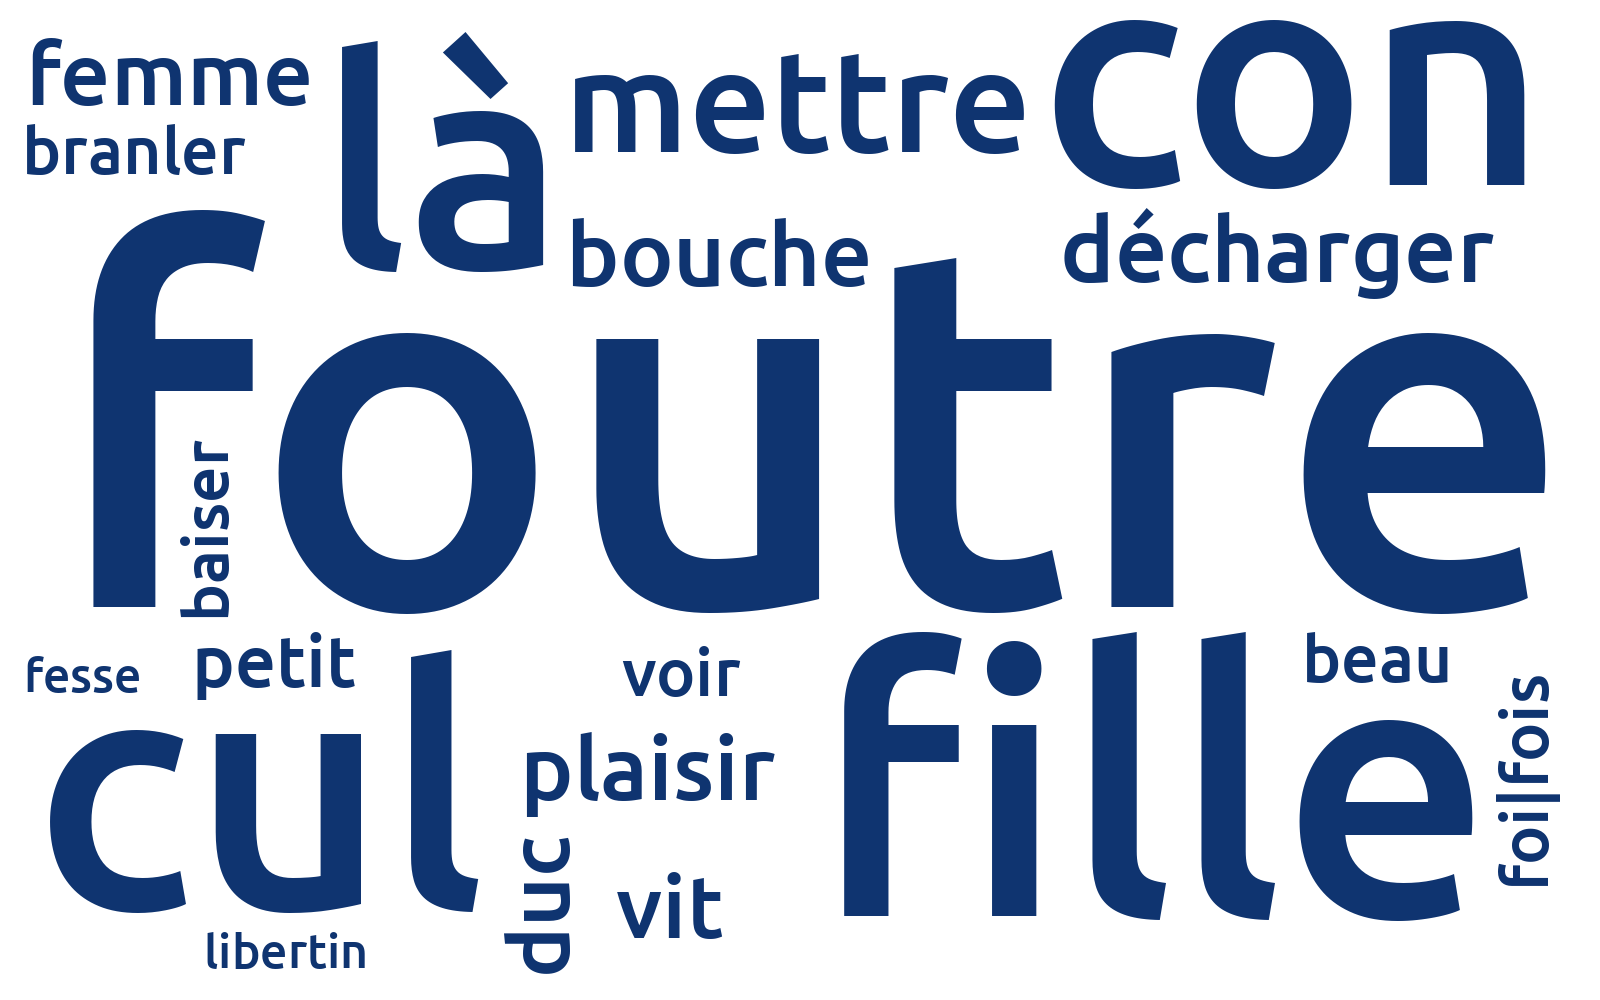 femme
là
mettre
con
branler
bouche
décharger
foutre
baiser
fesse
petit
voir
fille
beau
foi|fois
cul
plaisir
duc
vit
libertin